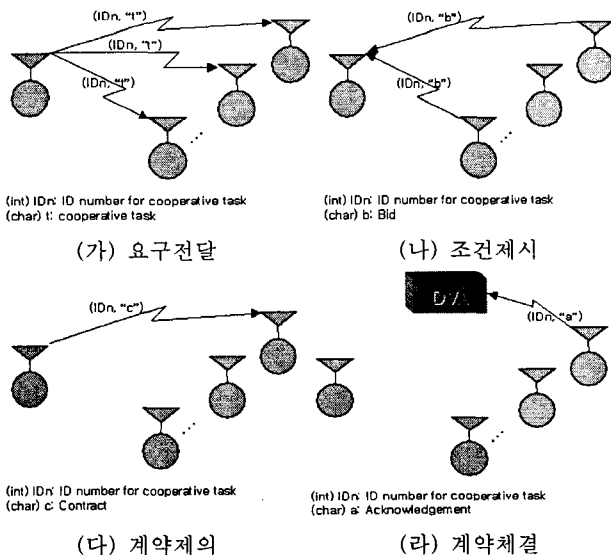 (IDn, "t")
(IDn, "t")
(IDn, "t")
(int) IDn: ID number for cooperative task
(char) t: cooperative task
(가) 요구전달
(IDn, "b")
(IDn, "b")
(int) IDn: ID number for cooperative task
(char) b: Bid
(나) 조건제시
(IDn, "c")
(int) IDn: ID number for cooperative task
(char) c: Contract
(다) 계약제의
(IDn, "a")
(int) IDn: ID number for cooperative task
(char) a: Acknowledgement
(라) 계약체결